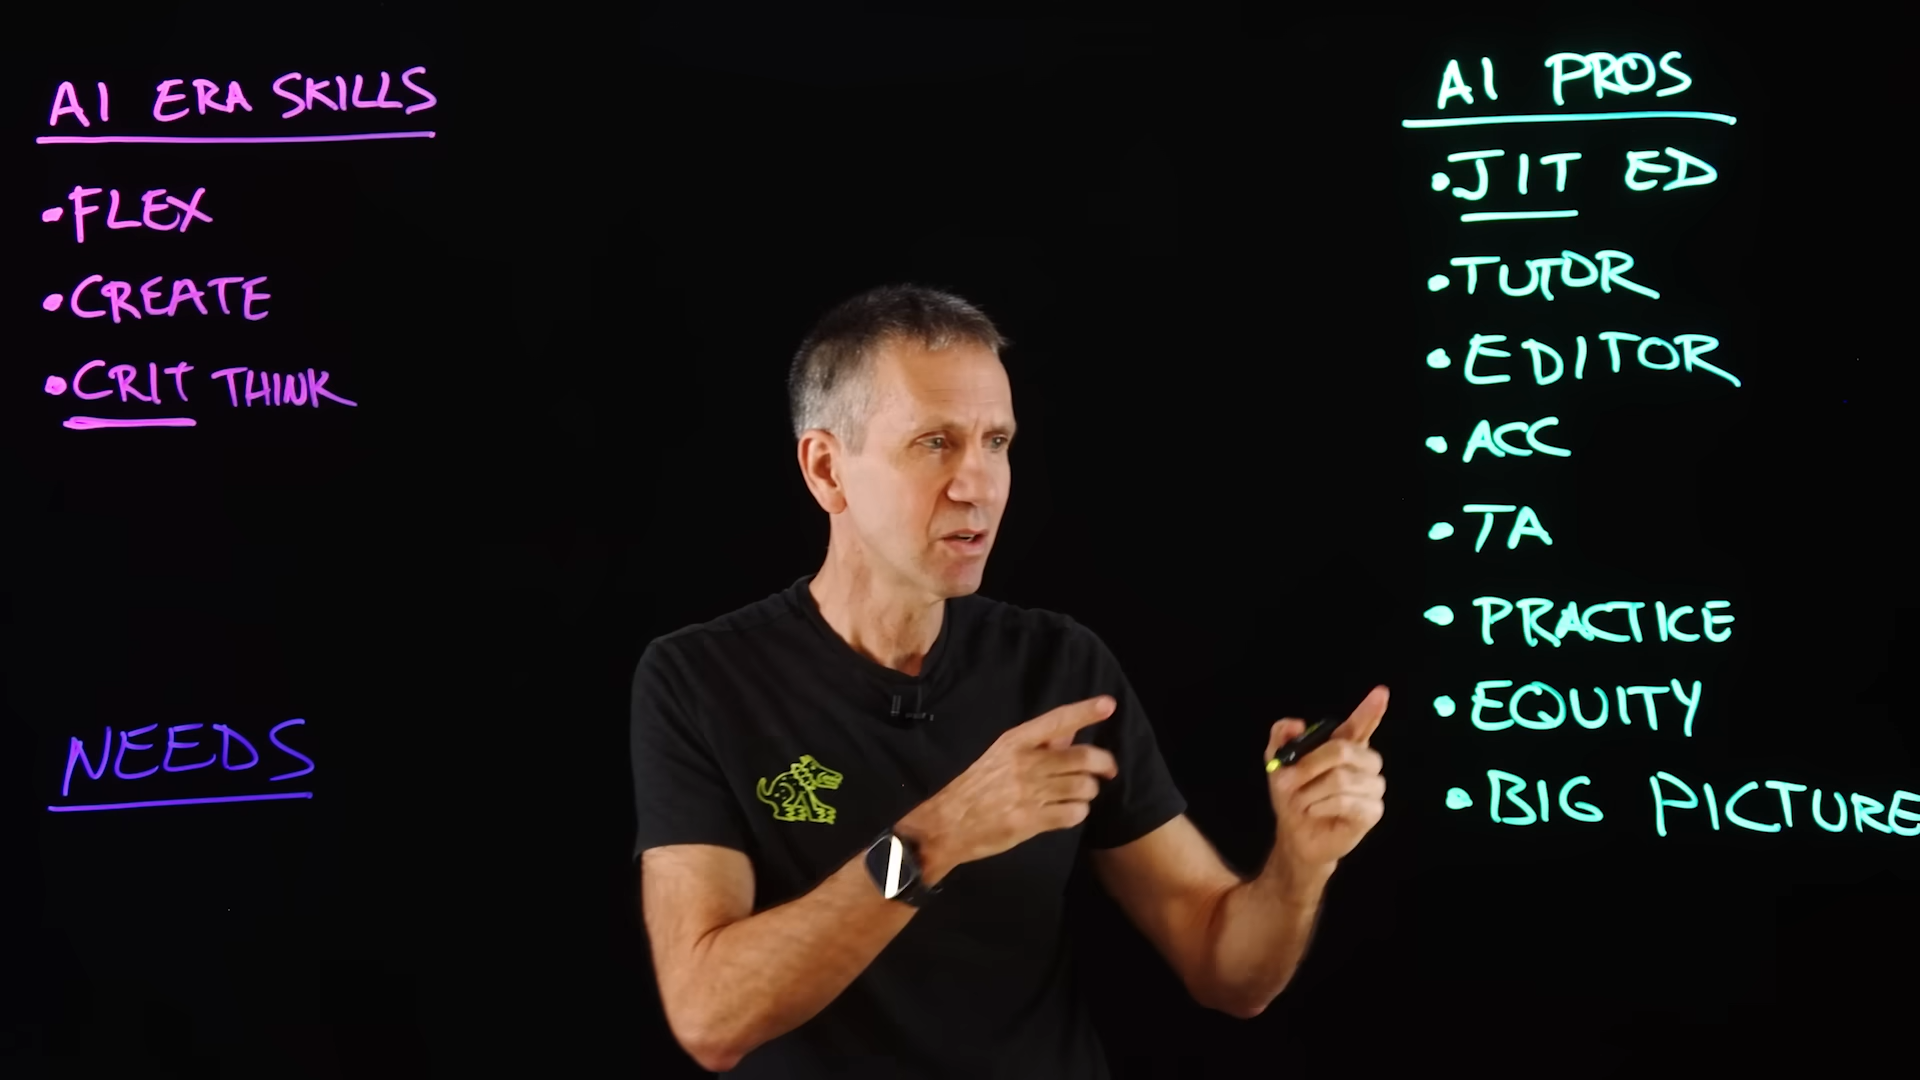 AI ERA SKILLS
•FLEX
•CREATE
•CRIT THINK
NEEDS
AI PROS
•JIT ED
•TUTOR
•EDITOR
•ACC
•TA
•PRACTICE
•EQUITY
•BIG PICTURE